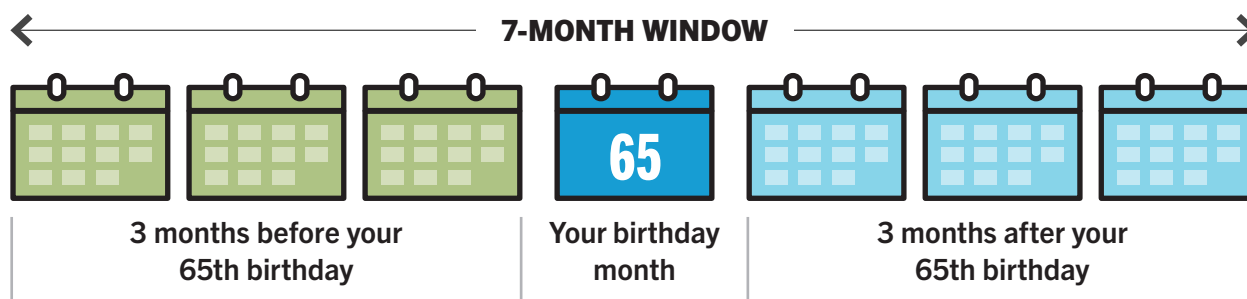 7-MONTH WINDOW
65
3 months before your
65th birthday
Your birthday
month
3 months after your
65th birthday